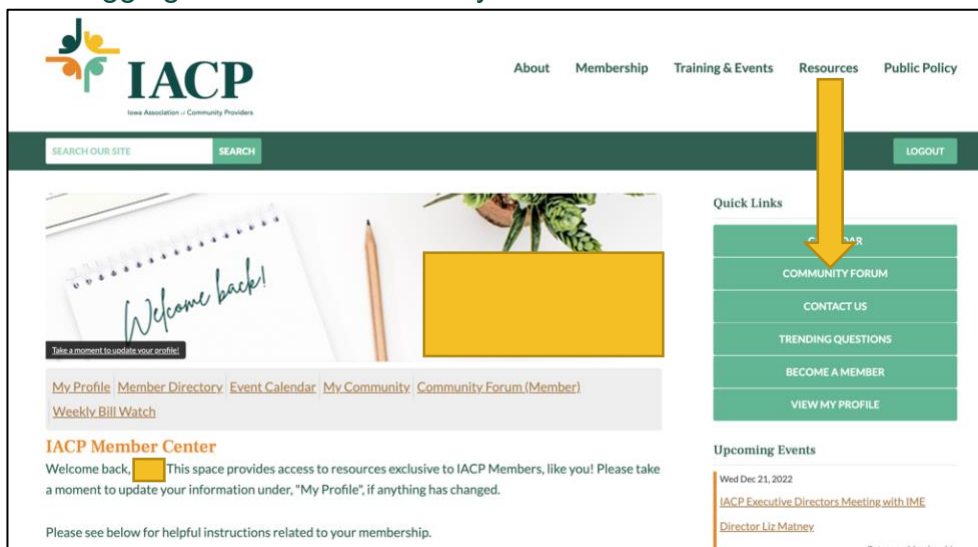 IACP
Iowa Association of Community Providers
About Membership Training & Events Resources Public Policy
SEARCH OUR SITE SEARCH LOGOUT
Welcome back!
Take a moment to update your profile!
My Profile Member Directory Event Calendar My Community Community Forum (Member)
Weekly Bill Watch
IACP Member Center
Welcome back, This space provides access to resources exclusive to IACP Members, like you! Please take
a moment to update your information under, "My Profile", if anything has changed.
Please see below for helpful instructions related to your membership.
Quick Links
COMMUNITY FORUM
CONTACT US
TRENDING QUESTIONS
BECOME A MEMBER
VIEW MY PROFILE
Upcoming Events
Wed Dec 21, 2022
IACP Executive Directors Meeting with IME
Director Liz Matney